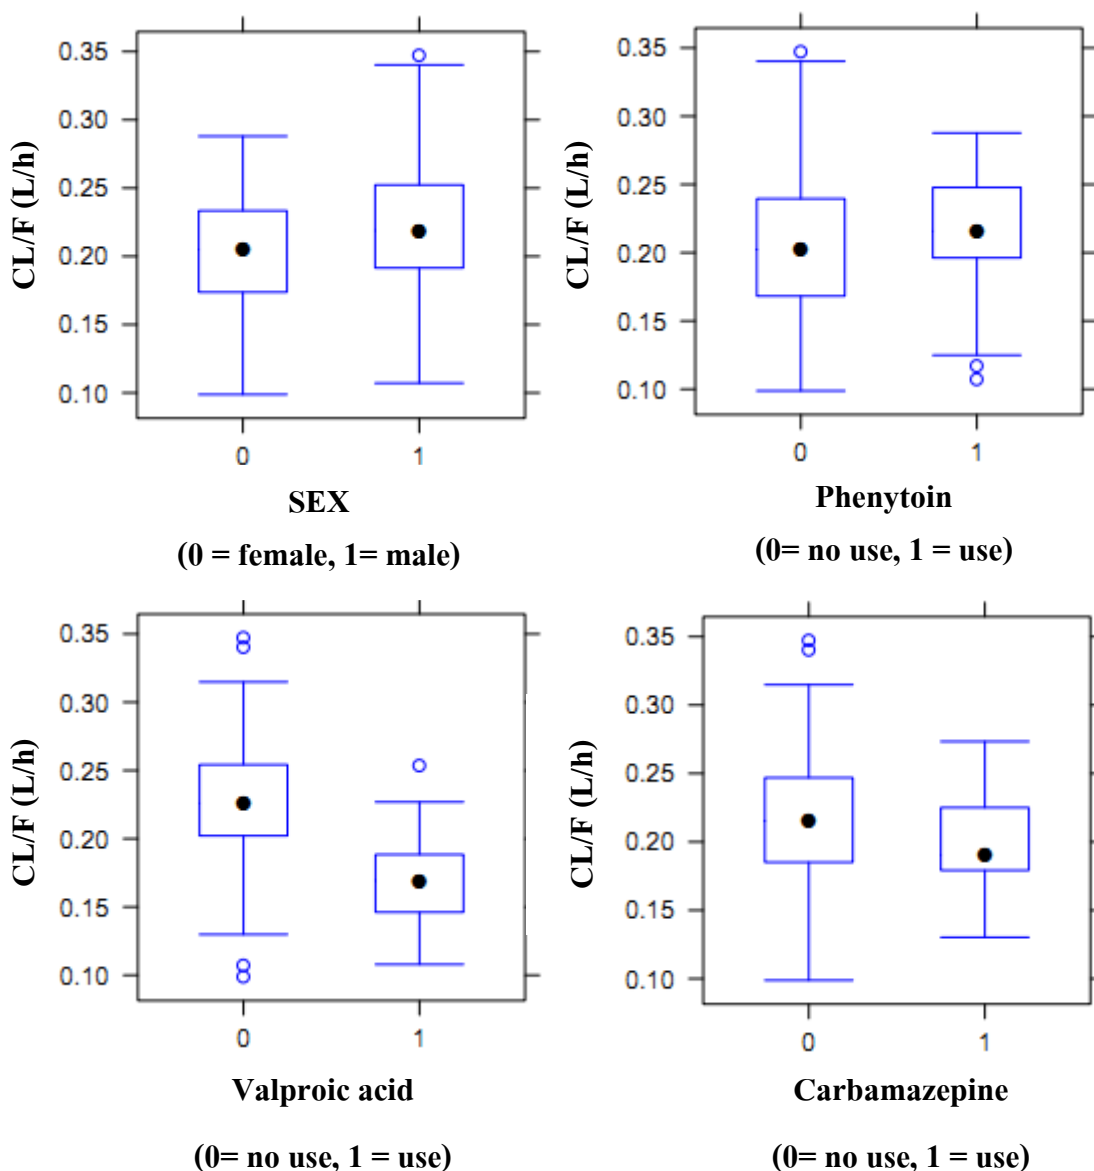 0.35
0.30
0.25
0.20
0.15
0.10
CL/F (L/h)
0 1
SEX
(0 = female, 1= male)
0.35
0.30
0.25
0.20
0.15
0.10
CL/F (L/h)
0 1
Phenytoin
(0= no use, 1 = use)
0.35
0.30
0.25
0.20
0.15
0.10
CL/F (L/h)
0 1
Valproic acid
(0= no use, 1 = use)
0.35
0.30
0.25
0.20
0.15
0.10
CL/F (L/h)
0 1
Carbamazepine
(0= no use, 1 = use)